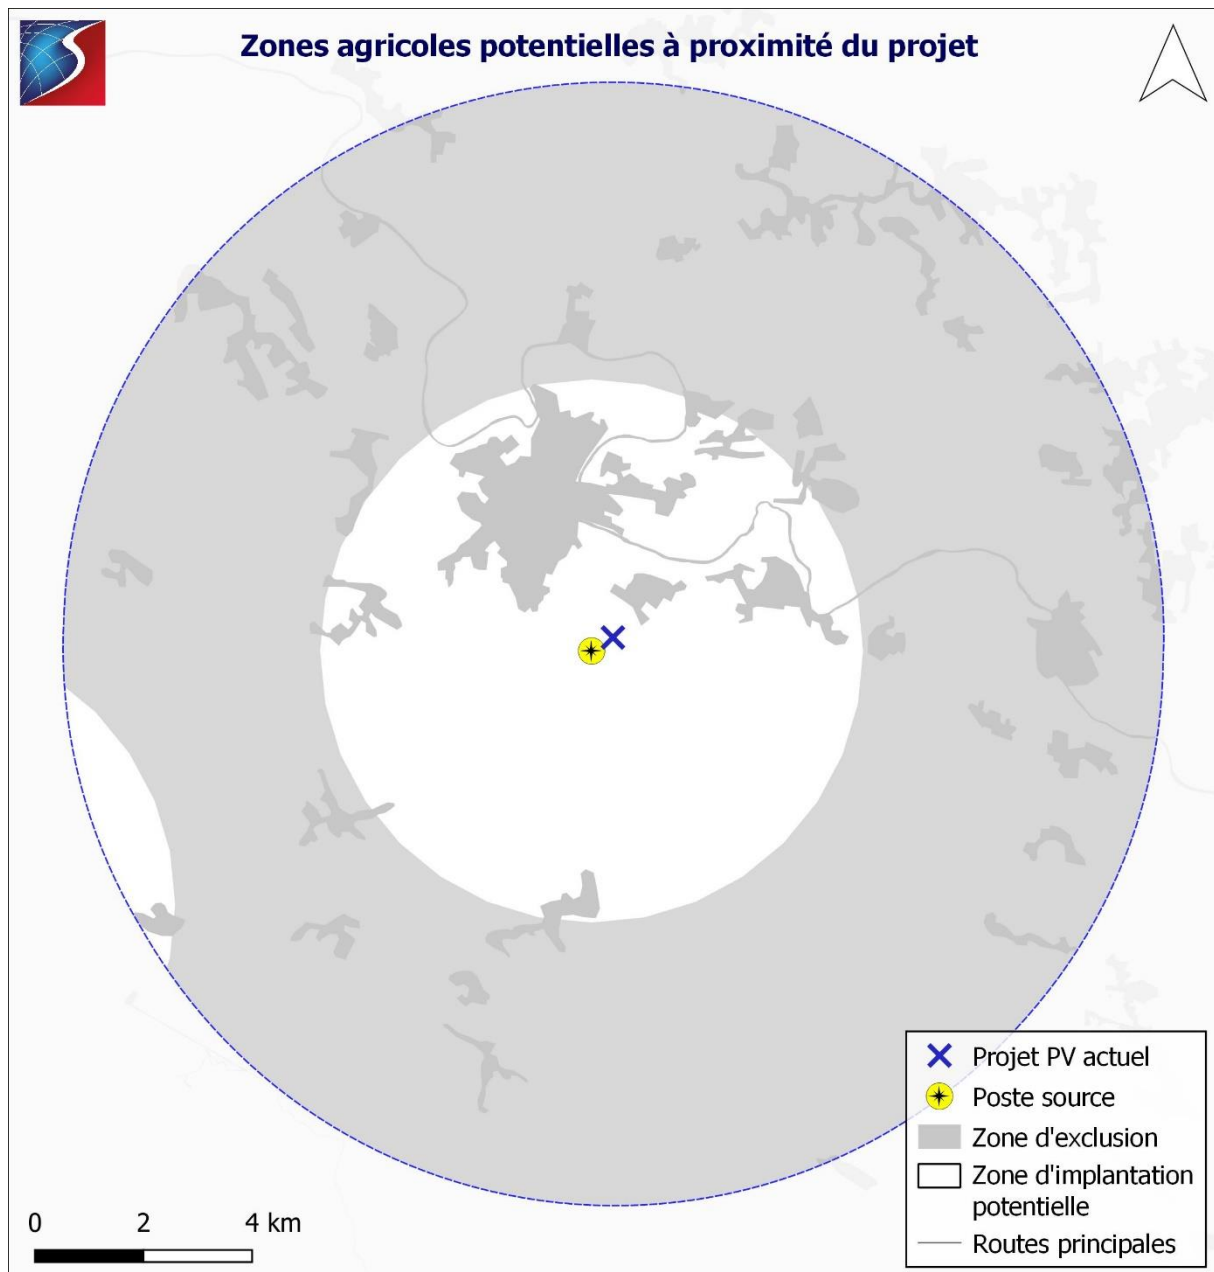 Zones agricoles potentielles à proximité du projet
Projet PV actuel
Poste source
Zone d'exclusion
Zone d'implantation
potentielle
Routes principales
0 2 4 km